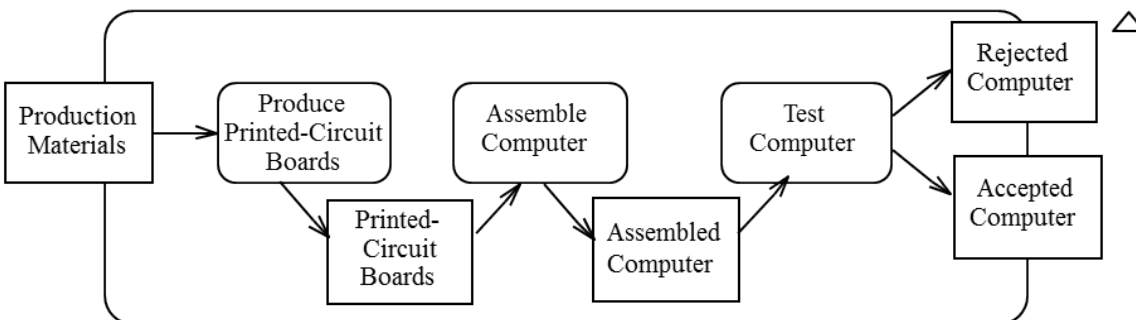 Production
Materials
Produce
Printed-Circuit
Boards
Printed-
Circuit
Boards
Assemble
Computer
Assembled
Computer
Test
Computer
Rejected
Computer
Accepted
Computer